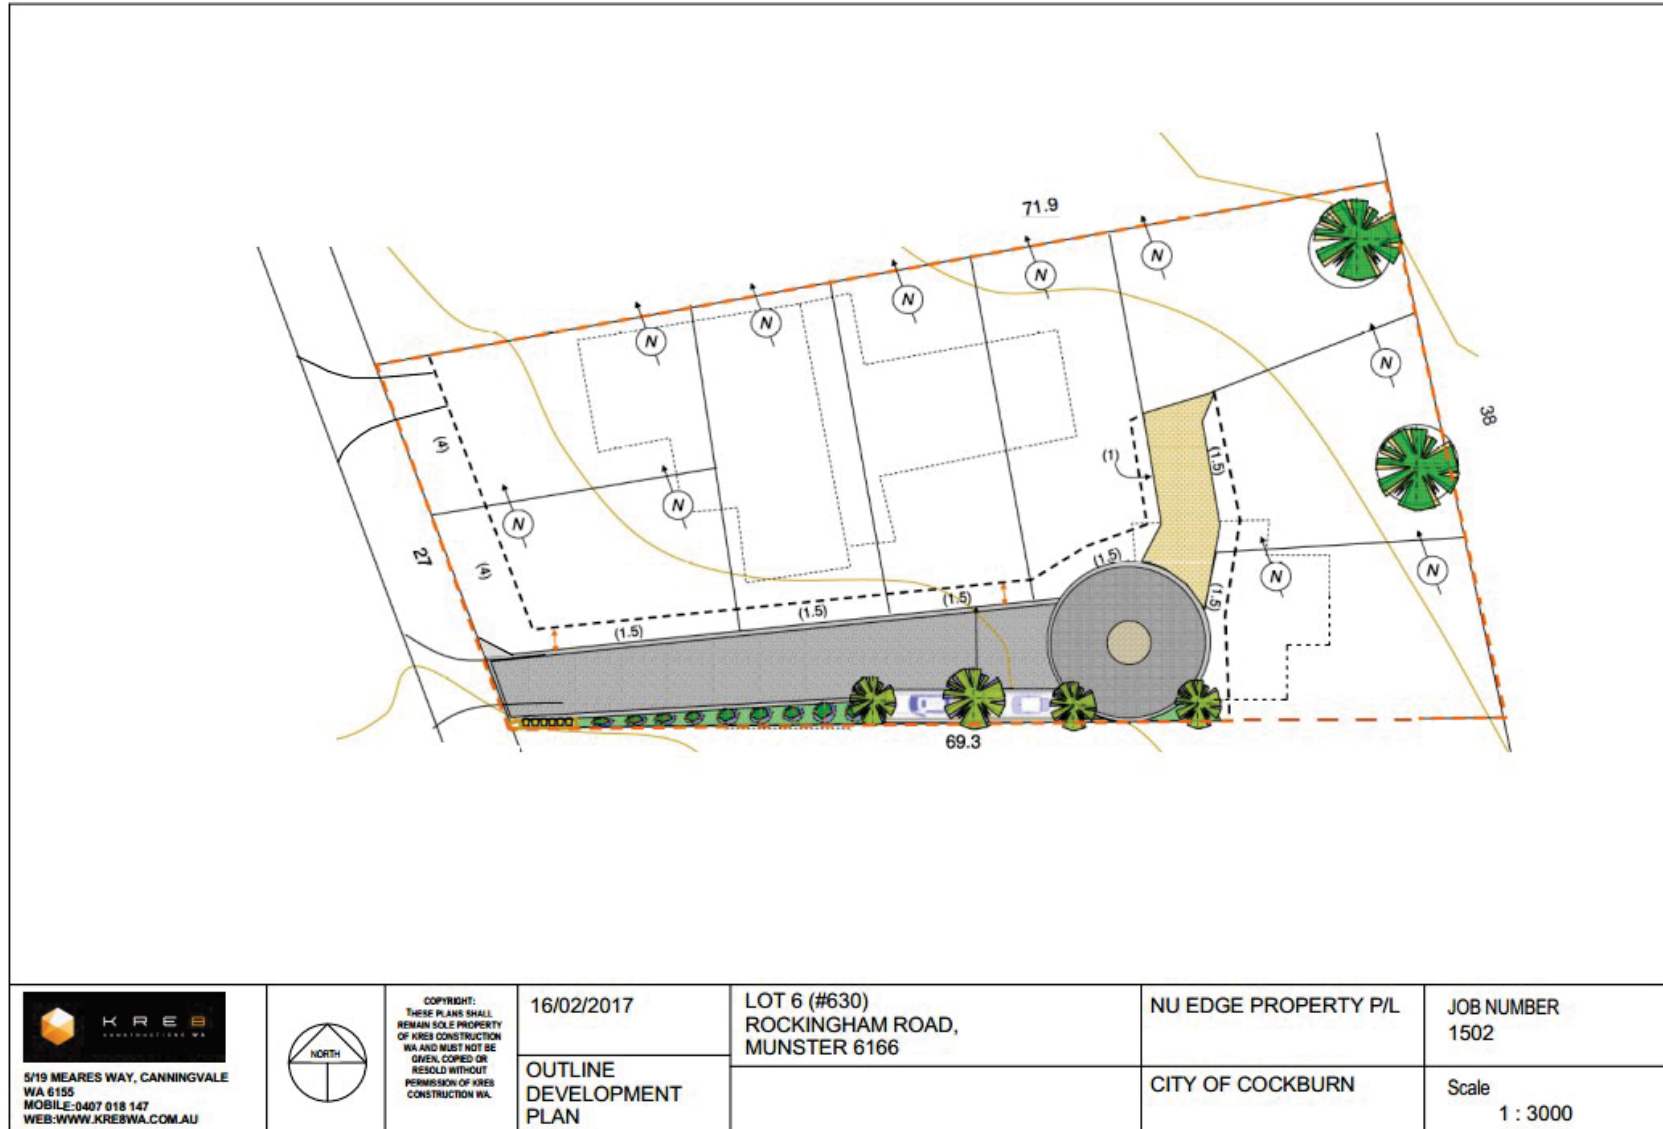 71.9
N
N
N
N
N
N
38
(4)
(1)
(1.5)
N
N
27
(4)
(1.5)
N
N
(1.5)
(1.5)
(1.5)
(1.5)
69.3
KRE8
CONSTRUCTIONS WA
5/19 MEARES WAY, CANNINGVALE
WA 6155
MOBILE:0407 018 147
WEB:WWW.KRE8WA.COM.AU
NORTH
COPYRIGHT:
THESE PLANS SHALL
REMAIN SOLE PROPERTY
OF KRE8 CONSTRUCTION
WA AND MUST NOT BE
GIVEN, COPIED OR
RESOLD WITHOUT
PERMISSION OF KRE8
CONSTRUCTION WA.
16/02/2017
OUTLINE
DEVELOPMENT
PLAN
LOT 6 (#630)
ROCKINGHAM ROAD,
MUNSTER 6166
NU EDGE PROPERTY P/L
CITY OF COCKBURN
JOB NUMBER
1502
Scale
1 : 3000